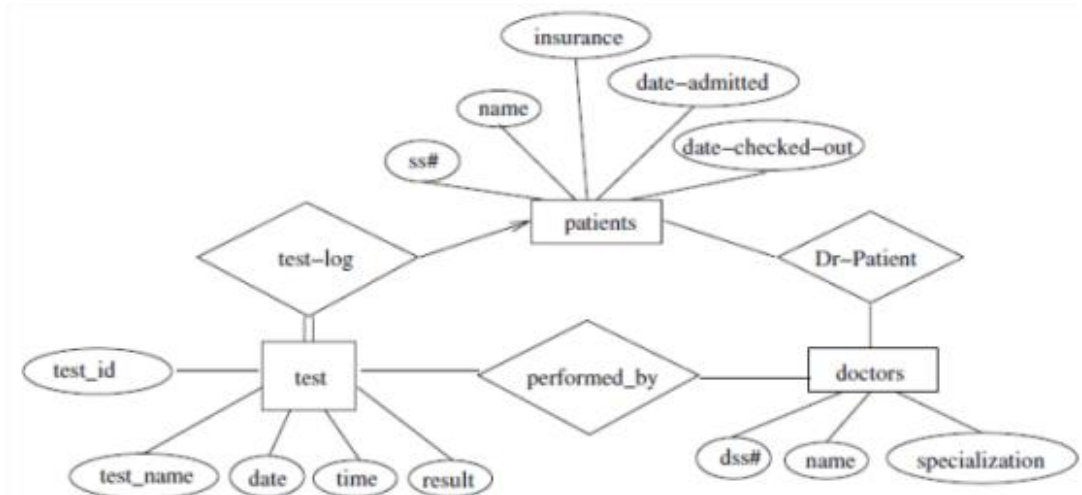 insurance
date-admitted
name
date-checked-out
ss#
patients
test-log
Dr-Patient
test_id
test
performed_by
doctors
dss#
name
specialization
test_name
date
time
result